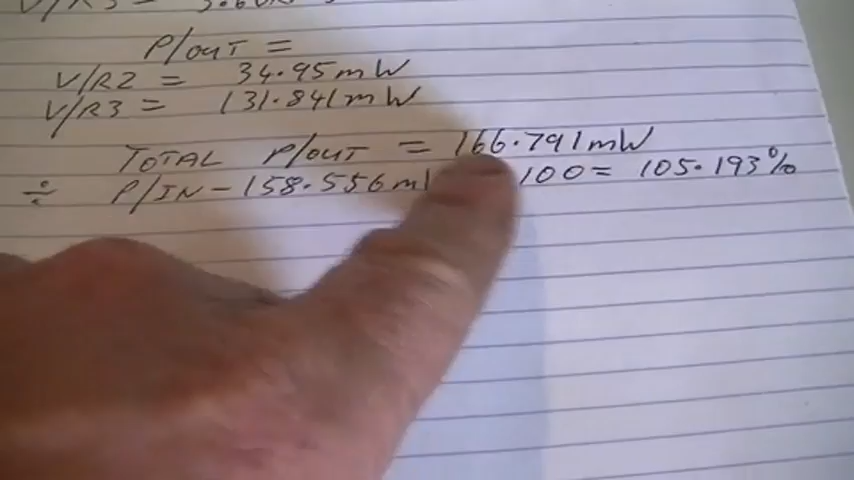 P/OUT =
V/R2 = 34.95mW
V/R3 = 131.841mW
TOTAL P/OUT = 166.791mW
÷ P/IN - 158.556m 100 = 105.193%